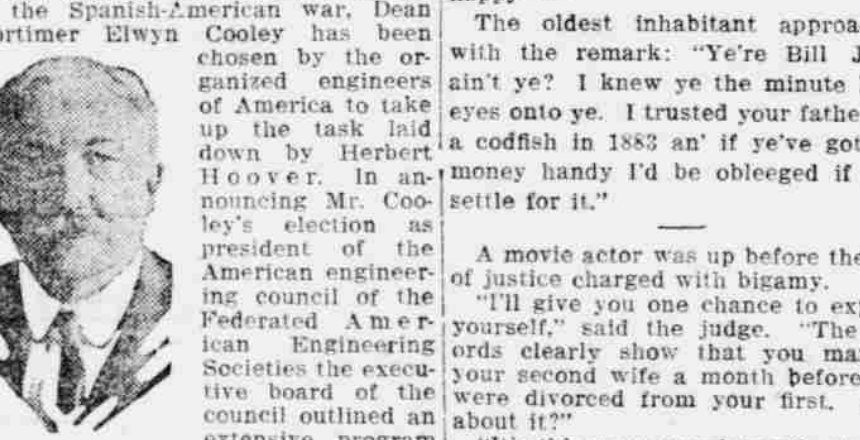 the Spanish-American war, Dean
ortimer Elwyn Cooley has been
chosen by the or-
ganized engineers
of America to take
up the task laid
down by Herbert
Hoover. In an-
nouncing Mr. Coo-
ley's election as
president of the
American engineer-
ing council of the
Federated Amer-
ican Engineering
Societies the execu-
tive board of the
council outlined an
extensive program
The oldest inhabitant approa
with the remark: "Ye're Bill J
ain't ye? I knew ye the minute
eyes onto ye. I trusted your fathe
a codfish in 1883 an' if ye've got
money handy I'd be obleeged if
settle for it."
A movie actor was up before the
of justice charged with bigamy.
"I'll give you one chance to ex
yourself," said the judge. "The
ords clearly show that you ma
your second wife a month before
were divorced from your first.
about it?"